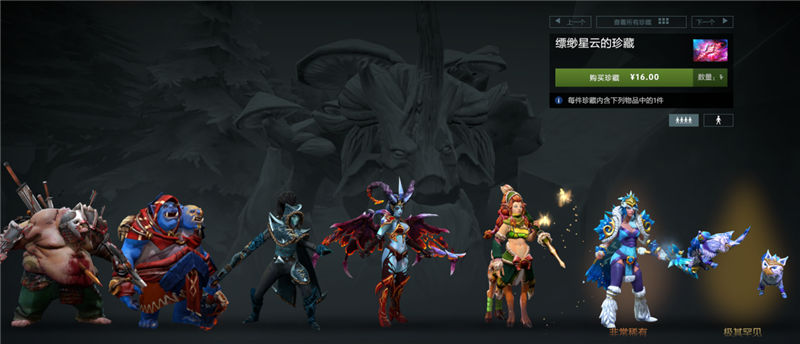 上一个
查看所有珍藏
下一个
缥缈星云的珍藏
购买珍藏 ¥16.00
数量：
每件珍藏内含下列物品中的1件
非常稀有
极其罕见